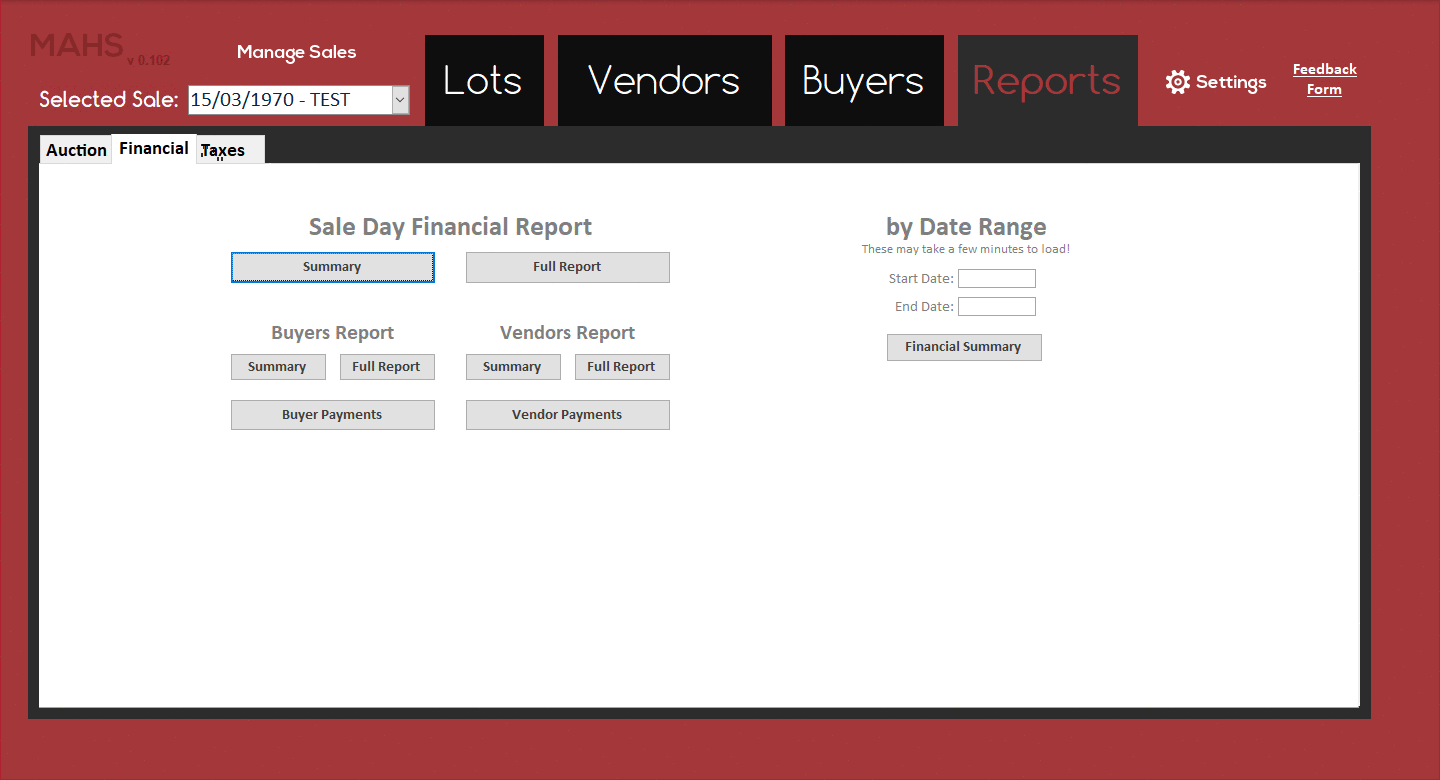 MAHS
v 0.102
Manage Sales
Selected Sale: 15/03/1970 - TEST
Lots
Vendors
Buyers
Reports
Settings
Feedback
Form
Auction
Financial
Taxes
Sale Day Financial Report
Summary
Full Report
Buyers Report
Vendors Report
Summary
Full Report
Summary
Full Report
Buyer Payments
Vendor Payments
by Date Range
These may take a few minutes to load!
Start Date:
End Date:
Financial Summary